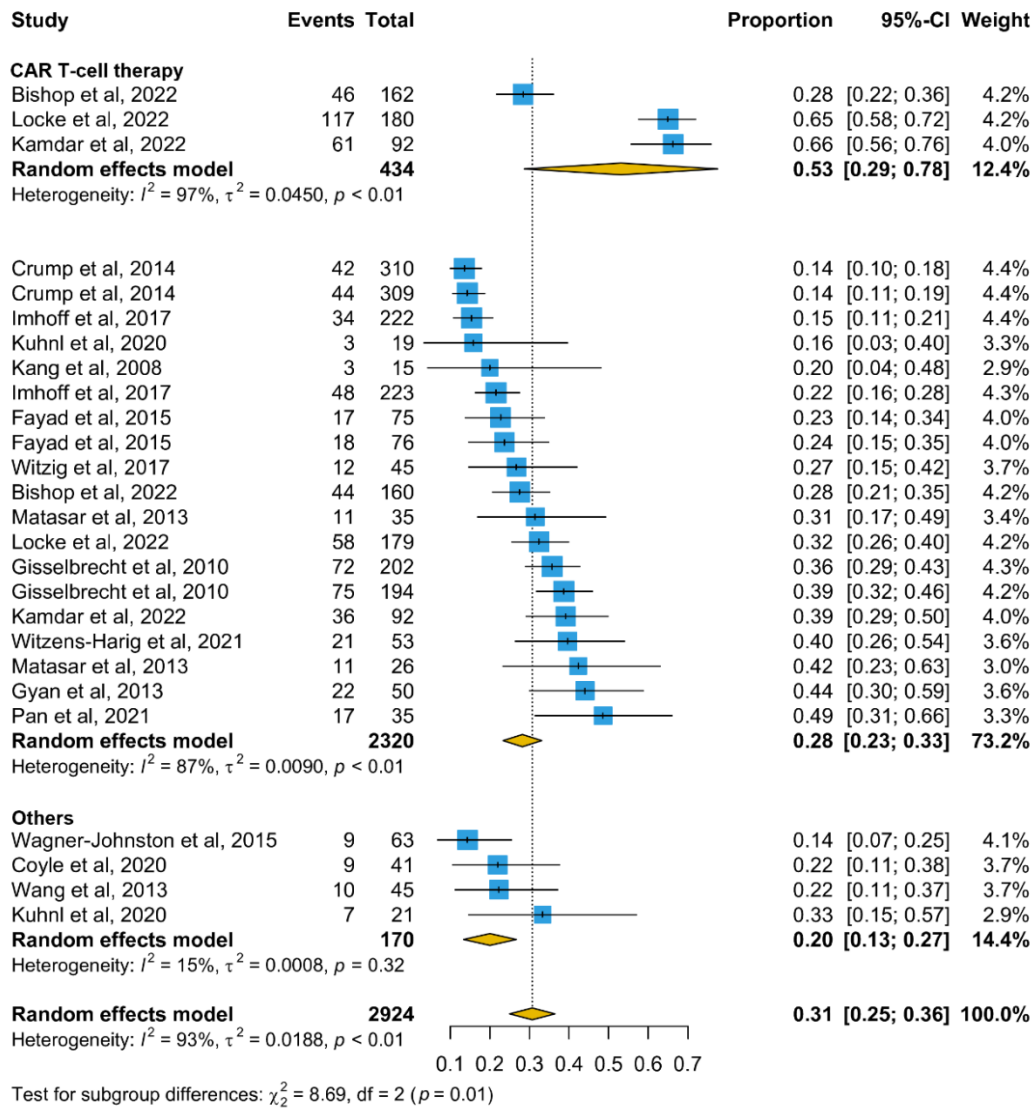 Study Events Total Proportion 95%-CI Weight
CAR T-cell therapy
Bishop et al, 2022 46 162 0.28 [0.22; 0.36] 4.2%
Locke et al, 2022 117 180 0.65 [0.58; 0.72] 4.2%
Kamdar et al, 2022 61 92 0.66 [0.56; 0.76] 4.0%
Random effects model 434 0.53 [0.29; 0.78] 12.4%
Heterogeneity: I² = 97%, τ² = 0.0450, p < 0.01
Crump et al, 2014 42 310 0.14 [0.10; 0.18] 4.4%
Crump et al, 2014 44 309 0.14 [0.11; 0.19] 4.4%
Imhoff et al, 2017 34 222 0.15 [0.11; 0.21] 4.4%
Kuhnl et al, 2020 3 19 0.16 [0.03; 0.40] 3.3%
Kang et al, 2008 3 15 0.20 [0.04; 0.48] 2.9%
Imhoff et al, 2017 48 223 0.22 [0.16; 0.28] 4.3%
Fayad et al, 2015 17 75 0.23 [0.14; 0.34] 4.0%
Fayad et al, 2015 18 76 0.24 [0.15; 0.35] 4.0%
Witzig et al, 2017 12 45 0.27 [0.15; 0.42] 3.7%
Bishop et al, 2022 44 160 0.28 [0.21; 0.35] 4.2%
Matasar et al, 2013 11 35 0.31 [0.17; 0.49] 3.4%
Locke et al, 2022 58 179 0.32 [0.26; 0.40] 4.2%
Gisselbrecht et al, 2010 72 202 0.36 [0.29; 0.43] 4.3%
Gisselbrecht et al, 2010 75 194 0.39 [0.32; 0.46] 4.2%
Kamdar et al, 2022 36 92 0.39 [0.29; 0.50] 4.0%
Witzens-Harig et al, 2021 21 53 0.40 [0.26; 0.54] 3.6%
Matasar et al, 2013 11 26 0.42 [0.23; 0.63] 3.0%
Gyan et al, 2013 22 50 0.44 [0.30; 0.59] 3.6%
Pan et al, 2021 17 35 0.49 [0.31; 0.66] 3.3%
Random effects model 2320 0.28 [0.23; 0.33] 73.2%
Heterogeneity: I² = 87%, τ² = 0.0090, p < 0.01
Others
Wagner-Johnston et al, 2015 9 63 0.14 [0.07; 0.25] 4.1%
Coyle et al, 2020 9 41 0.22 [0.11; 0.38] 3.7%
Wang et al, 2013 10 45 0.22 [0.11; 0.37] 3.7%
Kuhnl et al, 2020 7 21 0.33 [0.15; 0.57] 2.9%
Random effects model 170 0.20 [0.13; 0.27] 14.4%
Heterogeneity: I² = 15%, τ² = 0.0008, p = 0.32
Random effects model 2924 0.31 [0.25; 0.36] 100.0%
Heterogeneity: I² = 93%, τ² = 0.0188, p < 0.01
0.1 0.2 0.3 0.4 0.5 0.6 0.7
Test for subgroup differences: χ²₂ = 8.69, df = 2 (p = 0.01)